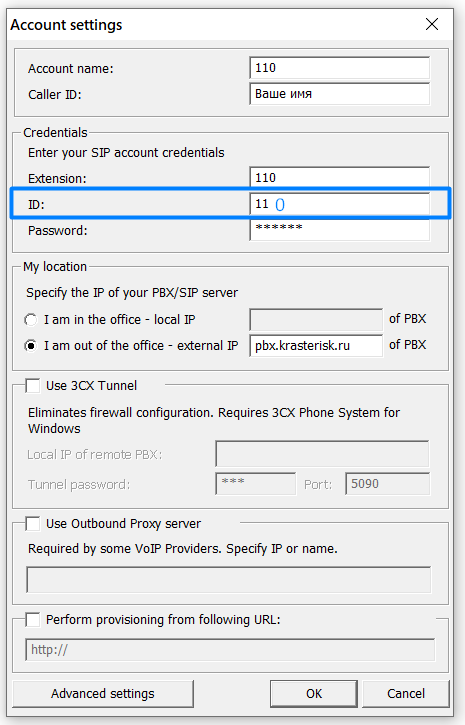 Account settings
Account name: 110
Caller ID: Ваше имя
Credentials
Enter your SIP account credentials
Extension: 110
ID: 110
Password: ******
My location
Specify the IP of your PBX/SIP server
I am in the office - local IP of PBX
I am out of the office - external IP pbx.krasterisk.ru of PBX
Use 3CX Tunnel
Eliminates firewall configuration. Requires 3CX Phone System for
Windows
Local IP of remote PBX:
Tunnel password: *** Port: 5090
Use Outbound Proxy server
Required by some VoIP Providers. Specify IP or name.
Perform provisioning from following URL:
http://
Advanced settings OK Cancel